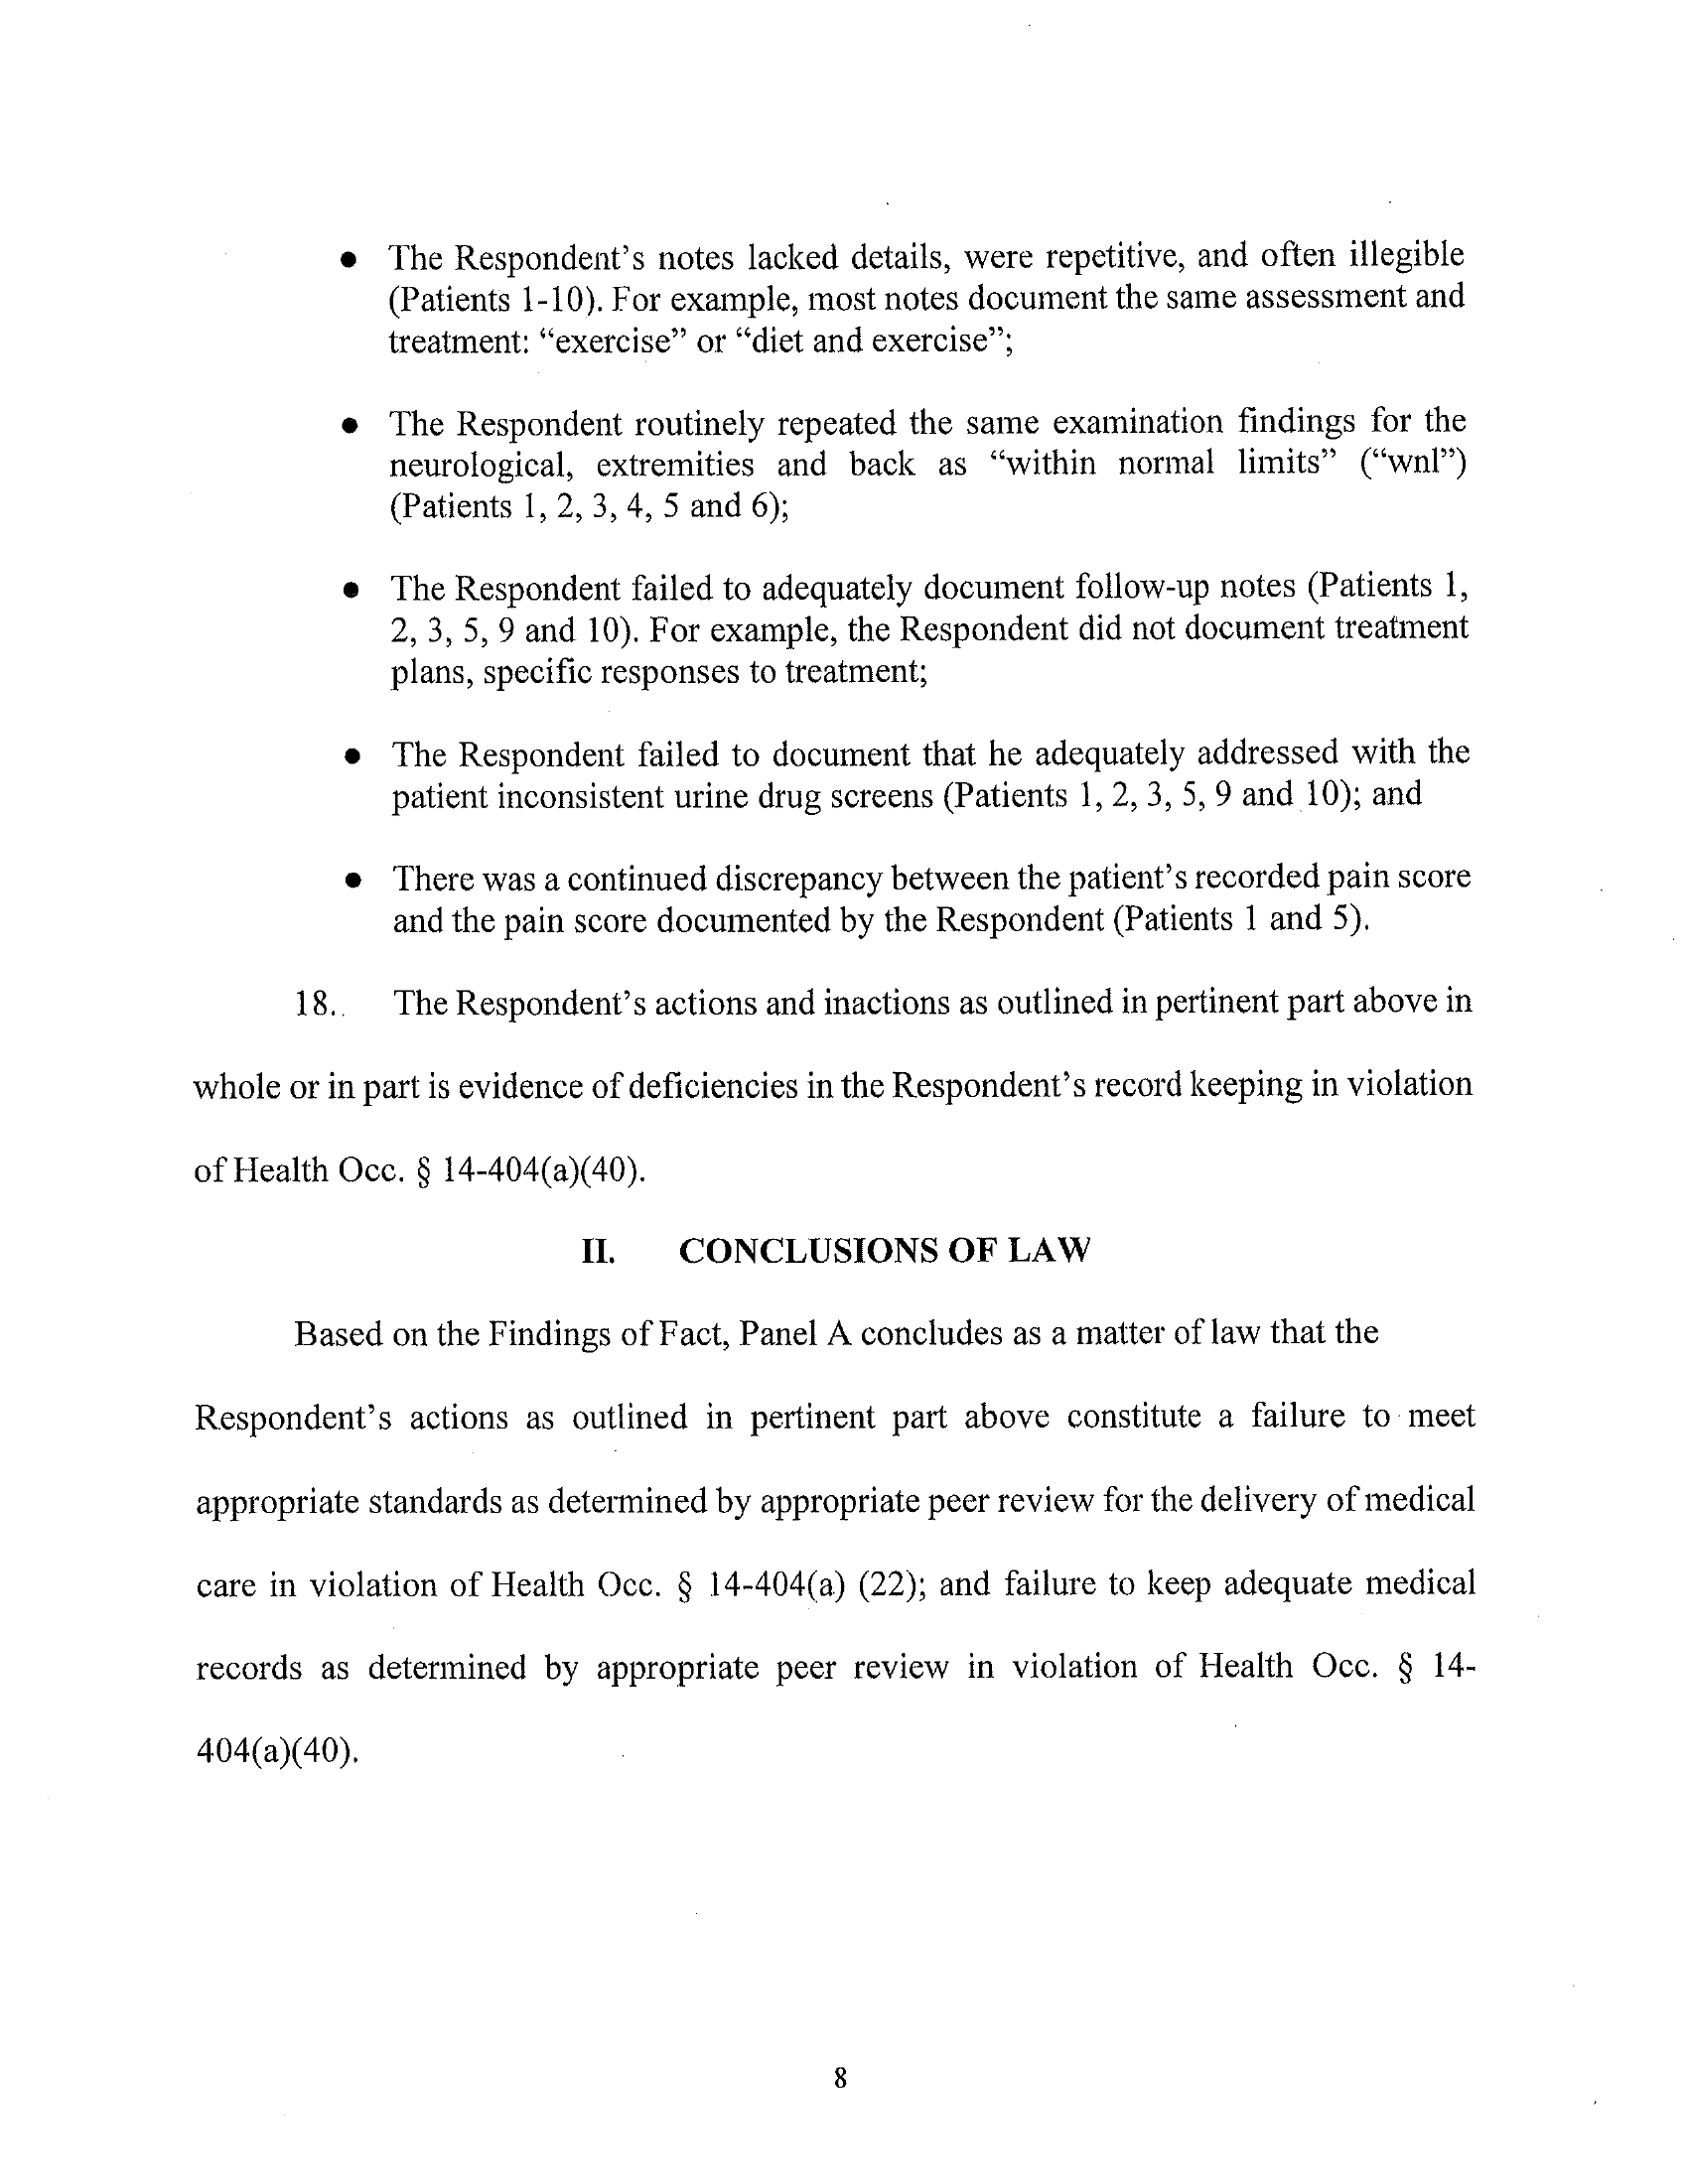 ● The Respondent's notes lacked details, were repetitive, and often illegible
(Patients 1-10). For example, most notes document the same assessment and
treatment: “exercise” or “diet and exercise”;
● The Respondent routinely repeated the same examination findings for the
neurological, extremities and back as “within normal limits” (“wnl”)
(Patients 1, 2, 3, 4, 5 and 6);
● The Respondent failed to adequately document follow-up notes (Patients 1,
2, 3, 5, 9 and 10). For example, the Respondent did not document treatment
plans, specific responses to treatment;
● The Respondent failed to document that he adequately addressed with the
patient inconsistent urine drug screens (Patients 1, 2, 3, 5, 9 and 10); and
● There was a continued discrepancy between the patient's recorded pain score
and the pain score documented by the Respondent (Patients 1 and 5).
18. The Respondent's actions and inactions as outlined in pertinent part above in
whole or in part is evidence of deficiencies in the Respondent's record keeping in violation
of Health Occ. § 14-404(a)(40).
II. CONCLUSIONS OF LAW
Based on the Findings of Fact, Panel A concludes as a matter of law that the
Respondent's actions as outlined in pertinent part above constitute a failure to meet
appropriate standards as determined by appropriate peer review for the delivery of medical
care in violation of Health Occ. § 14-404(a) (22); and failure to keep adequate medical
records as determined by appropriate peer review in violation of Health Occ. § 14-
404(a)(40).
8